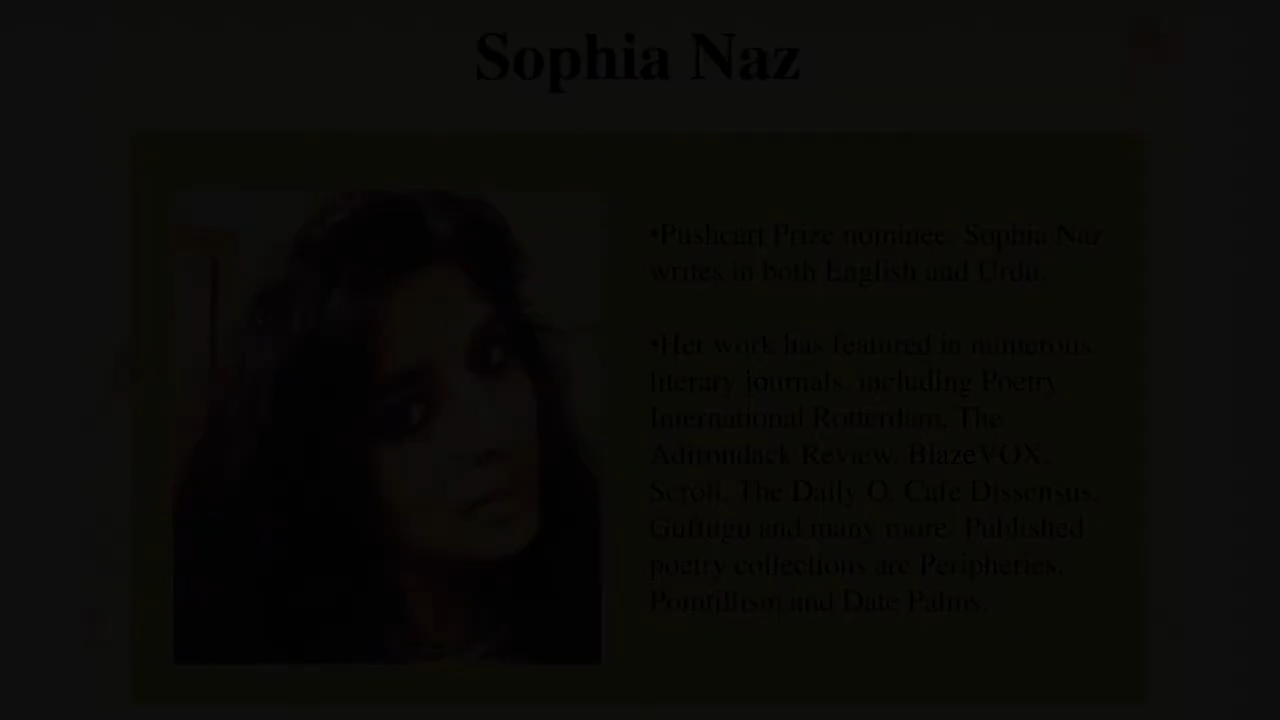 Sophia Naz
•Pushcart Prize nominee, Sophia Naz
writes in both English and Urdu.
•Her work has featured in numerous
literary journals, including Poetry
International Rotterdam, The
Adirondack Review, BlazeVOX,
Scroll, The Daily O, Cafe Dissensus,
Guftugu and many more. Published
poetry collections are Peripheries,
Pointillism and Date Palms.